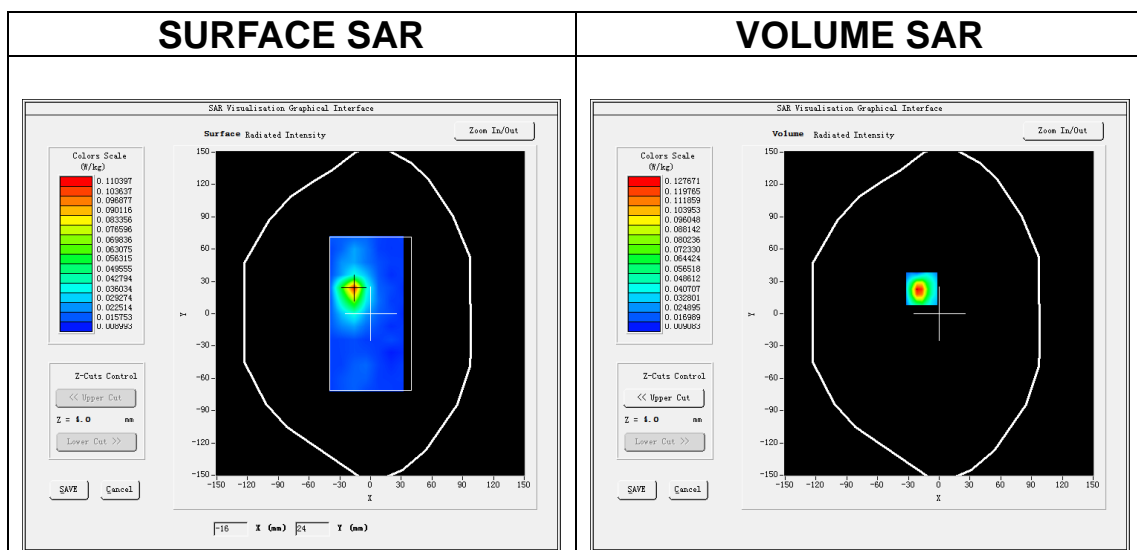 SURFACE SAR
VOLUME SAR
SAR Visualisation Graphical Interface
Surface Radiated Intensity
Zoom In/Out
Colors Scale
(W/kg)
0.110397
0.103637
0.096877
0.090116
0.083356
0.076596
0.069836
0.063075
0.056315
0.049555
0.042794
0.036034
0.029274
0.022514
0.015753
0.008993
Z-Cuts Control
<< Upper Cut
Z = 4.0 mm
Lower Cut >>
SAVE Cancel
150
120
90
60
30
0
-30
-60
-90
-120
-150
Y
-150 -120 -90 -60 -30 0 30 60 90 120 150
X
-16 X (mm) 24 Y (mm)
SAR Visualisation Graphical Interface
Volume Radiated Intensity
Zoom In/Out
Colors Scale
(W/kg)
0.127671
0.119765
0.111859
0.103953
0.096048
0.088142
0.080236
0.072330
0.064424
0.056518
0.048612
0.040707
0.032801
0.024895
0.016989
0.009083
Z-Cuts Control
<< Upper Cut
Z = 4.0 mm
Lower Cut >>
SAVE Cancel
150
120
90
60
30
0
-30
-60
-90
-120
-150
Y
-150 -120 -90 -60 -30 0 30 60 90 120 150
X